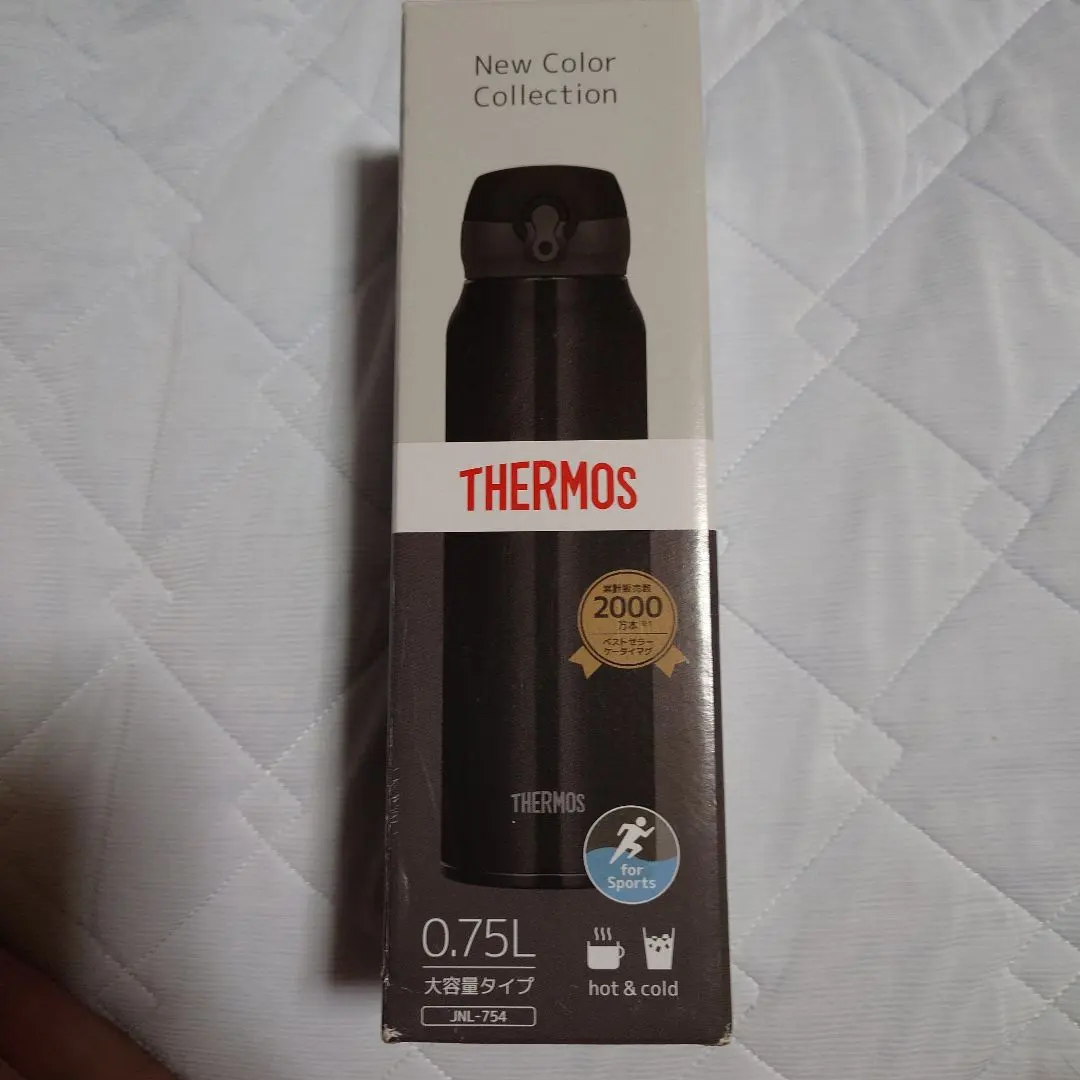 New Color
Collection
THERMOS
累計販売数
2000
万本※1
ベストセラー
ケータイマグ
THERMOS
for
Sports
0.75L
大容量タイプ
JNL-754
hot & cold